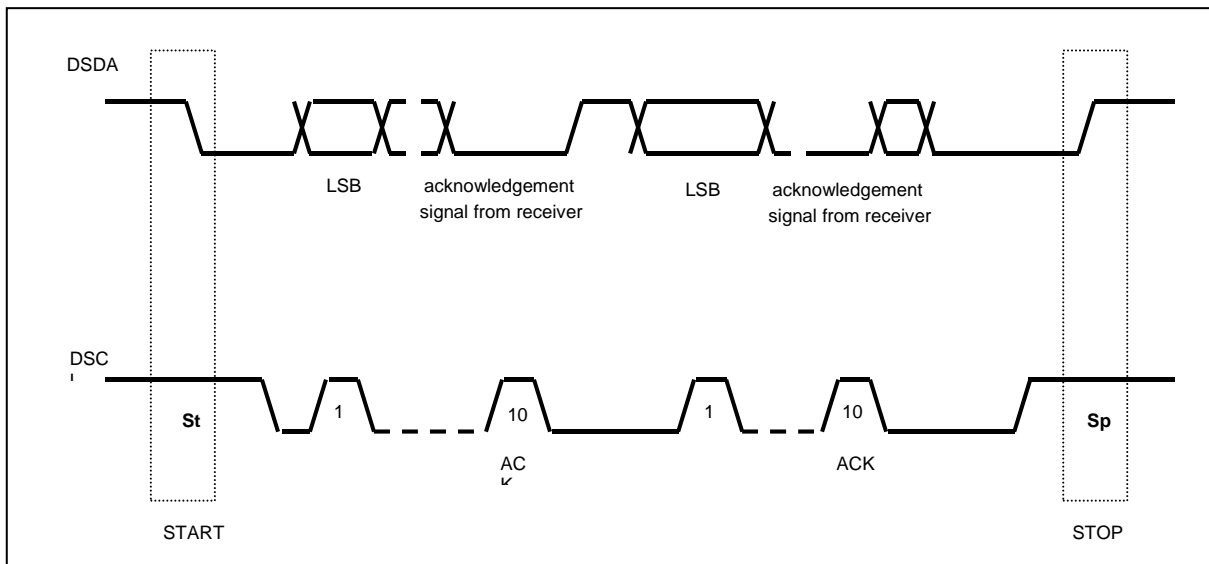 DSDA
LSB
acknowledgement
signal from receiver
LSB
acknowledgement
signal from receiver
DSC
St
1
10
1
10
Sp
AC
ACK
START
STOP